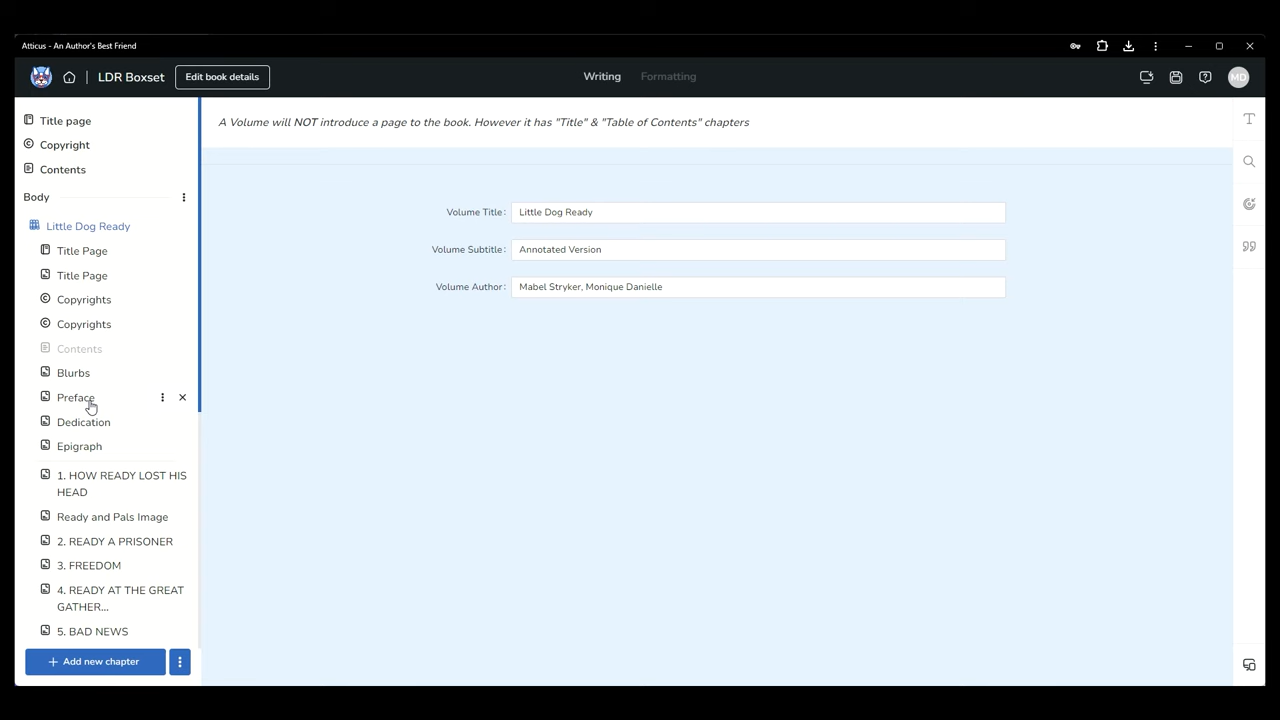 Atticus - An Author's Best Friend
LDR Boxset
Edit book details
Writing
Formatting
MD
Title page
Copyright
Contents
Body
Little Dog Ready
Title Page
Title Page
Copyrights
Copyrights
Contents
Blurbs
Preface
Dedication
Epigraph
1. HOW READY LOST HIS
HEAD
Ready and Pals Image
2. READY A PRISONER
3. FREEDOM
4. READY AT THE GREAT
GATHER...
5. BAD NEWS
+ Add new chapter
A Volume will NOT introduce a page to the book. However it has "Title" & "Table of Contents" chapters
Volume Title: Little Dog Ready
Volume Subtitle: Annotated Version
Volume Author: Mabel Stryker, Monique Danielle